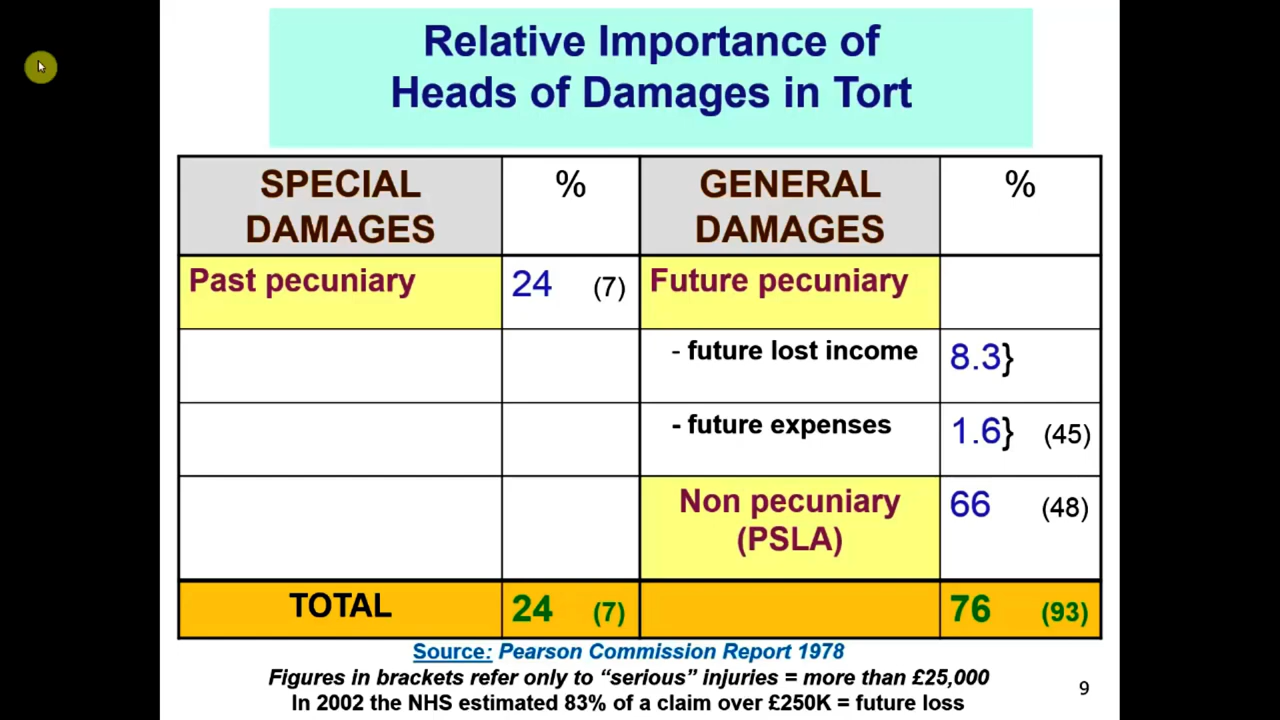 Relative Importance of
Heads of Damages in Tort
SPECIAL DAMAGES % GENERAL DAMAGES %
Past pecuniary 24 (7) Future pecuniary
- future lost income 8.3}
- future expenses 1.6} (45)
Non pecuniary (PSLA) 66 (48)
TOTAL 24 (7) 76 (93)
Source: Pearson Commission Report 1978
Figures in brackets refer only to “serious” injuries = more than £25,000
In 2002 the NHS estimated 83% of a claim over £250K = future loss
9